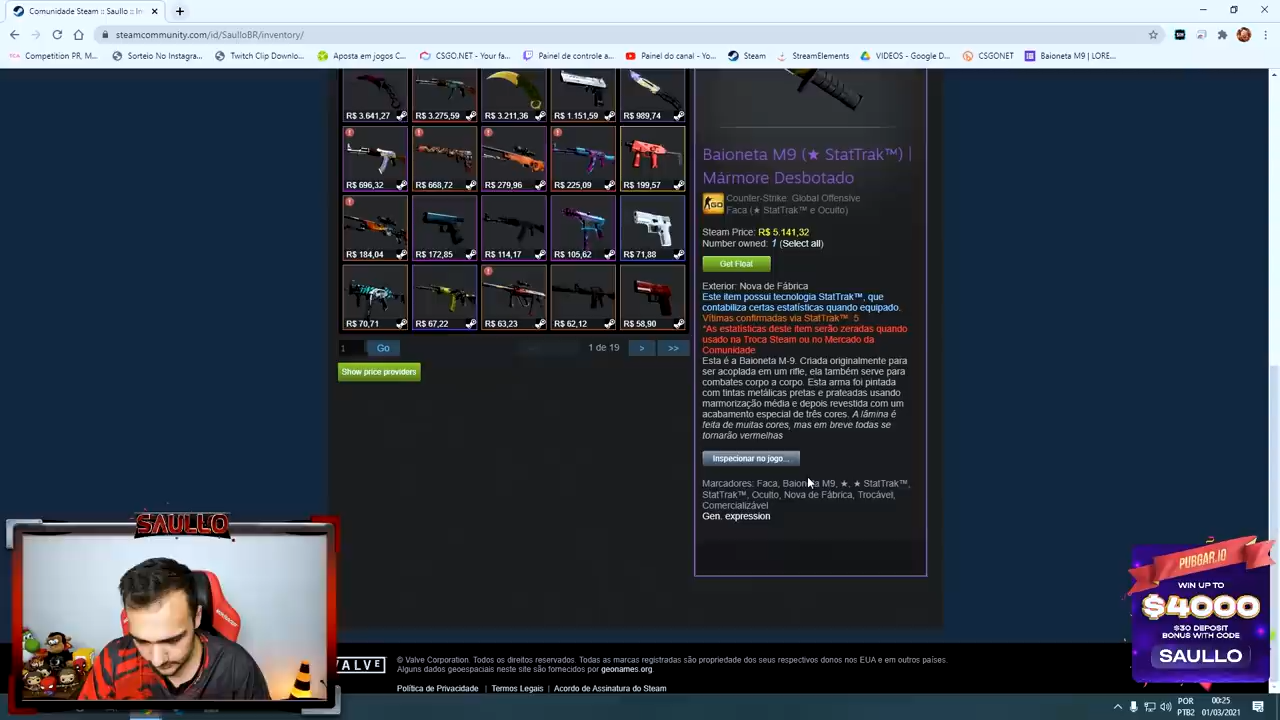 Comunidade Steam :: Saullo :: In
steamcommunity.com/id/SaulloBR/inventory/
Competition PR, M...
Sorteio No Instagra...
Twitch Clip Downlo...
Aposta em jogos C...
CSGO.NET - Your fa...
Painel de controle a...
Painel do canal - Yo...
Steam
StreamElements
VIDEOS - Google D...
CSGONET
Baioneta M9 | LORE...
R$ 3.641,27
R$ 3.275,59
R$ 3.211,36
R$ 1.151,59
R$ 989,74
R$ 696,32
R$ 668,72
R$ 279,96
R$ 225,09
R$ 199,57
R$ 184,04
R$ 172,85
R$ 114,17
R$ 105,62
R$ 71,88
R$ 70,71
R$ 67,22
R$ 63,23
R$ 62,12
R$ 58,90
1
Go
1 de 19
>
>>
Show price providers
Baioneta M9 (★ StatTrak™) |
Mármore Desbotado
Counter-Strike: Global Offensive
Faca (★ StatTrak™ e Oculto)
Steam Price: R$ 5.141,32
Number owned: 1 (Select all)
Get Float
Exterior: Nova de Fábrica
Este item possui tecnologia StatTrak™, que
contabiliza certas estatísticas quando equipado.
Vítimas confirmadas via StatTrak™: 5
*As estatísticas deste item serão zeradas quando
usado na Troca Steam ou no Mercado da
Comunidade
Esta é a Baioneta M-9. Criada originalmente para
ser acoplada em um rifle, ela também serve para
combates corpo a corpo. Esta arma foi pintada
com tintas metálicas pretas e prateadas usando
marmorização média e depois revestida com um
acabamento especial de três cores. A lâmina é
feita de muitas cores, mas em breve todas se
tornarão vermelhas
Inspecionar no jogo...
Marcadores: Faca, Baioneta M9, ★, ★ StatTrak™,
StatTrak™, Oculto, Nova de Fábrica, Trocável,
Comercializável
Gen. expression
SAULLO
PUBGAR.IO
WIN UP TO
$4000
$30 DEPOSIT
BONUS WITH CODE
SAULLO
VALVE
© Valve Corporation. Todos os direitos reservados. Todas as marcas registradas são propriedade dos seus respectivos donos nos EUA e em outros países.
Alguns dados geoespaciais neste site são fornecidos por geonames.org.
Política de Privacidade | Termos Legais | Acordo de Assinatura do Steam
POR
PTB2
00:25
01/03/2021